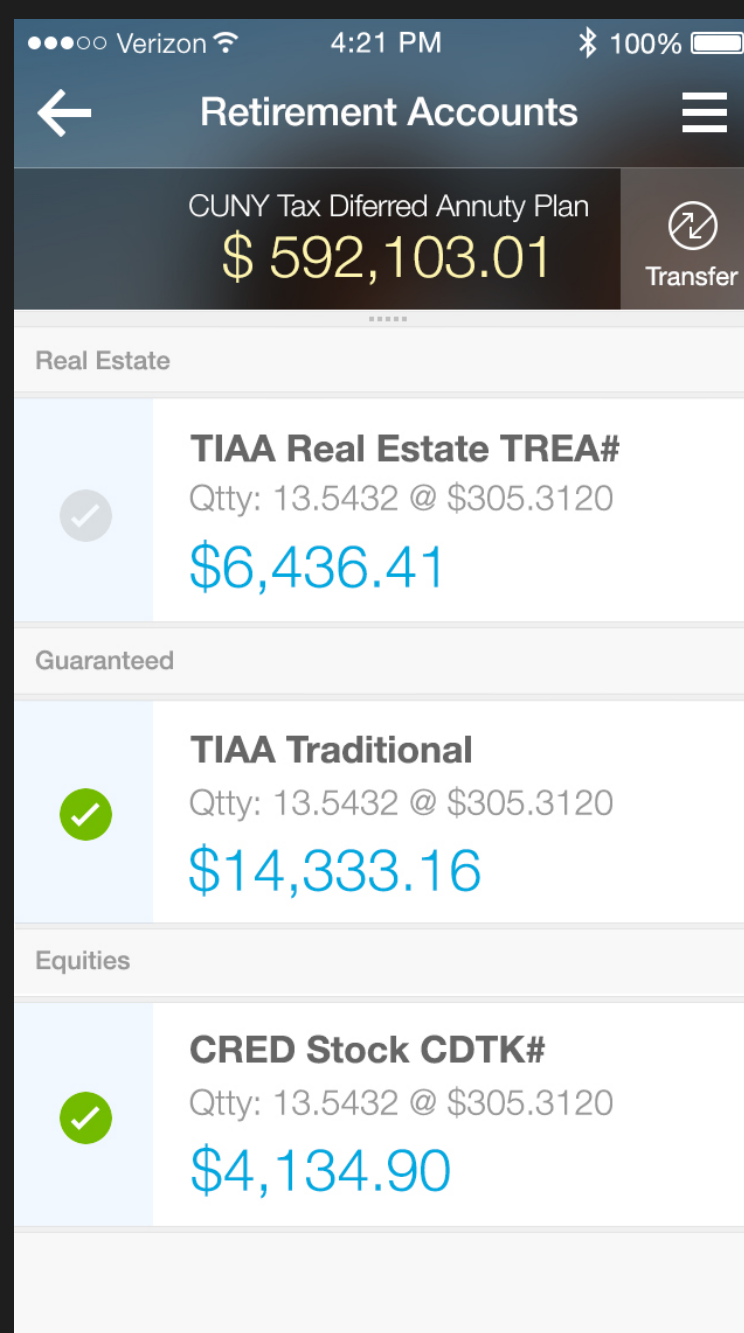 Verizon 4:21 PM 100%
Retirement Accounts
CUNY Tax Diferred Annuty Plan
$ 592,103.01
Transfer
Real Estate
TIAA Real Estate TREA#
Qtty: 13.5432 @ $305.3120
$6,436.41
Guaranteed
TIAA Traditional
Qtty: 13.5432 @ $305.3120
$14,333.16
Equities
CRED Stock CDTK#
Qtty: 13.5432 @ $305.3120
$4,134.90